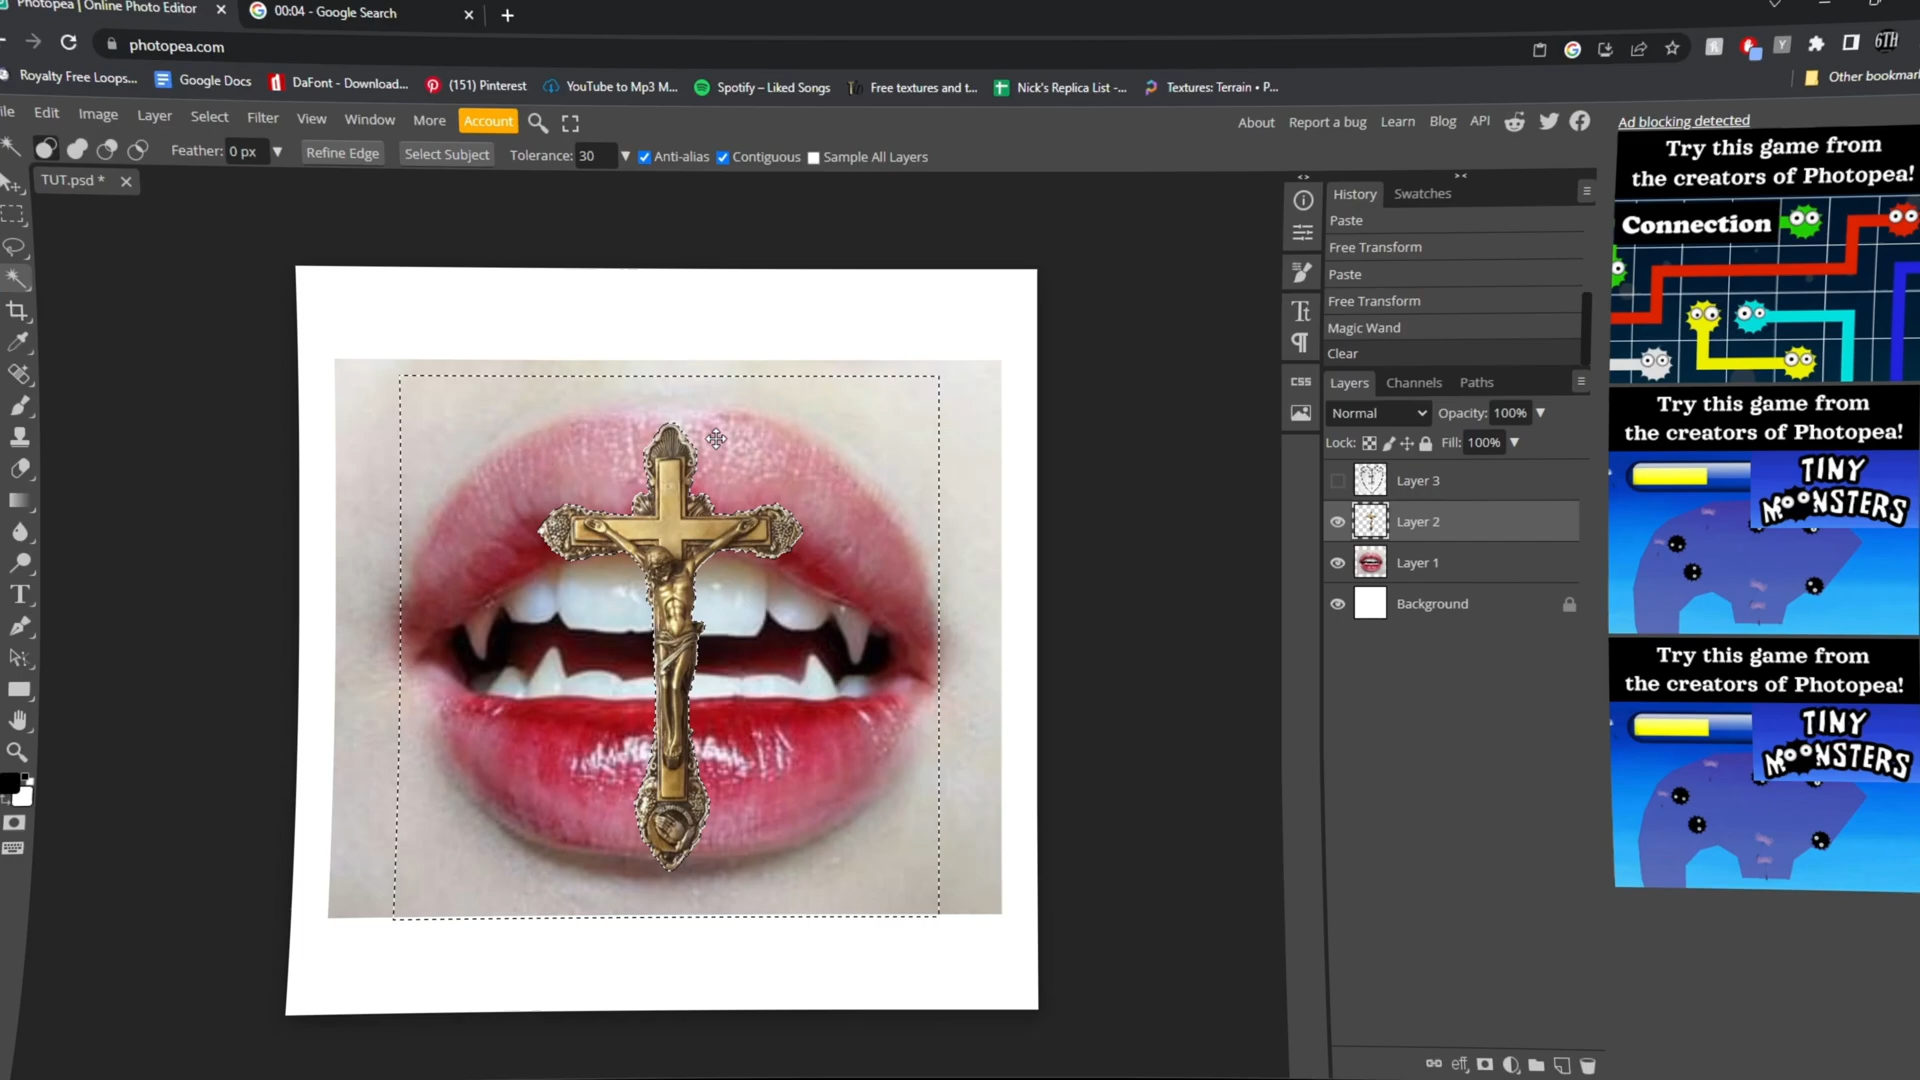 Photopea | Online Photo Editor
00:04 - Google Search
photopea.com
6TH
Royalty Free Loops...
Google Docs
DaFont - Download...
(151) Pinterest
YouTube to Mp3 M...
Spotify – Liked Songs
Free textures and t...
Nick's Replica List -...
Textures: Terrain • P...
Other bookmar
ile Edit Image Layer Select Filter View Window More Account
About Report a bug Learn Blog API
Ad blocking detected
Feather: 0 px Refine Edge Select Subject Tolerance: 30 Anti-alias Contiguous Sample All Layers
TUT.psd *
History Swatches
Paste
Free Transform
Paste
Free Transform
Magic Wand
Clear
CSS
Layers Channels Paths
Normal Opacity: 100%
Lock: Fill: 100%
Layer 3
Layer 2
Layer 1
Background
eff
Try this game from
the creators of Photopea!
Connection
Try this game from
the creators of Photopea!
TINY
MOONSTERS
Try this game from
the creators of Photopea!
TINY
MOONSTERS